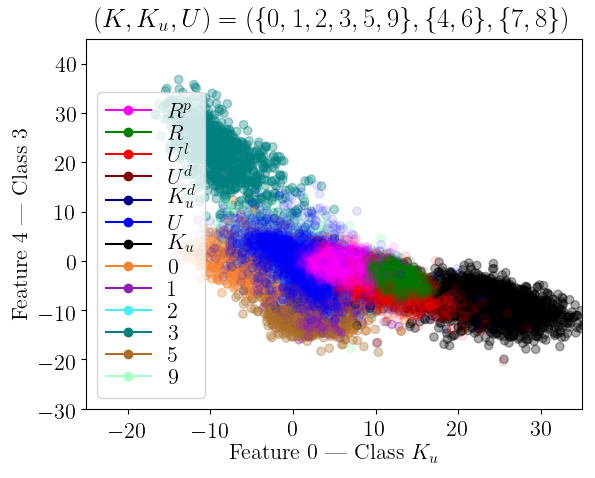 (K, K_u, U) = ({0, 1, 2, 3, 5, 9}, {4, 6}, {7, 8})
40
30
20
10
0
−10
−20
−30
Feature 4 — Class 3
R^p
R
U^l
U^d
K_u^d
U
K_u
0
1
2
3
5
9
−20
−10
0
10
20
30
Feature 0 — Class K_u